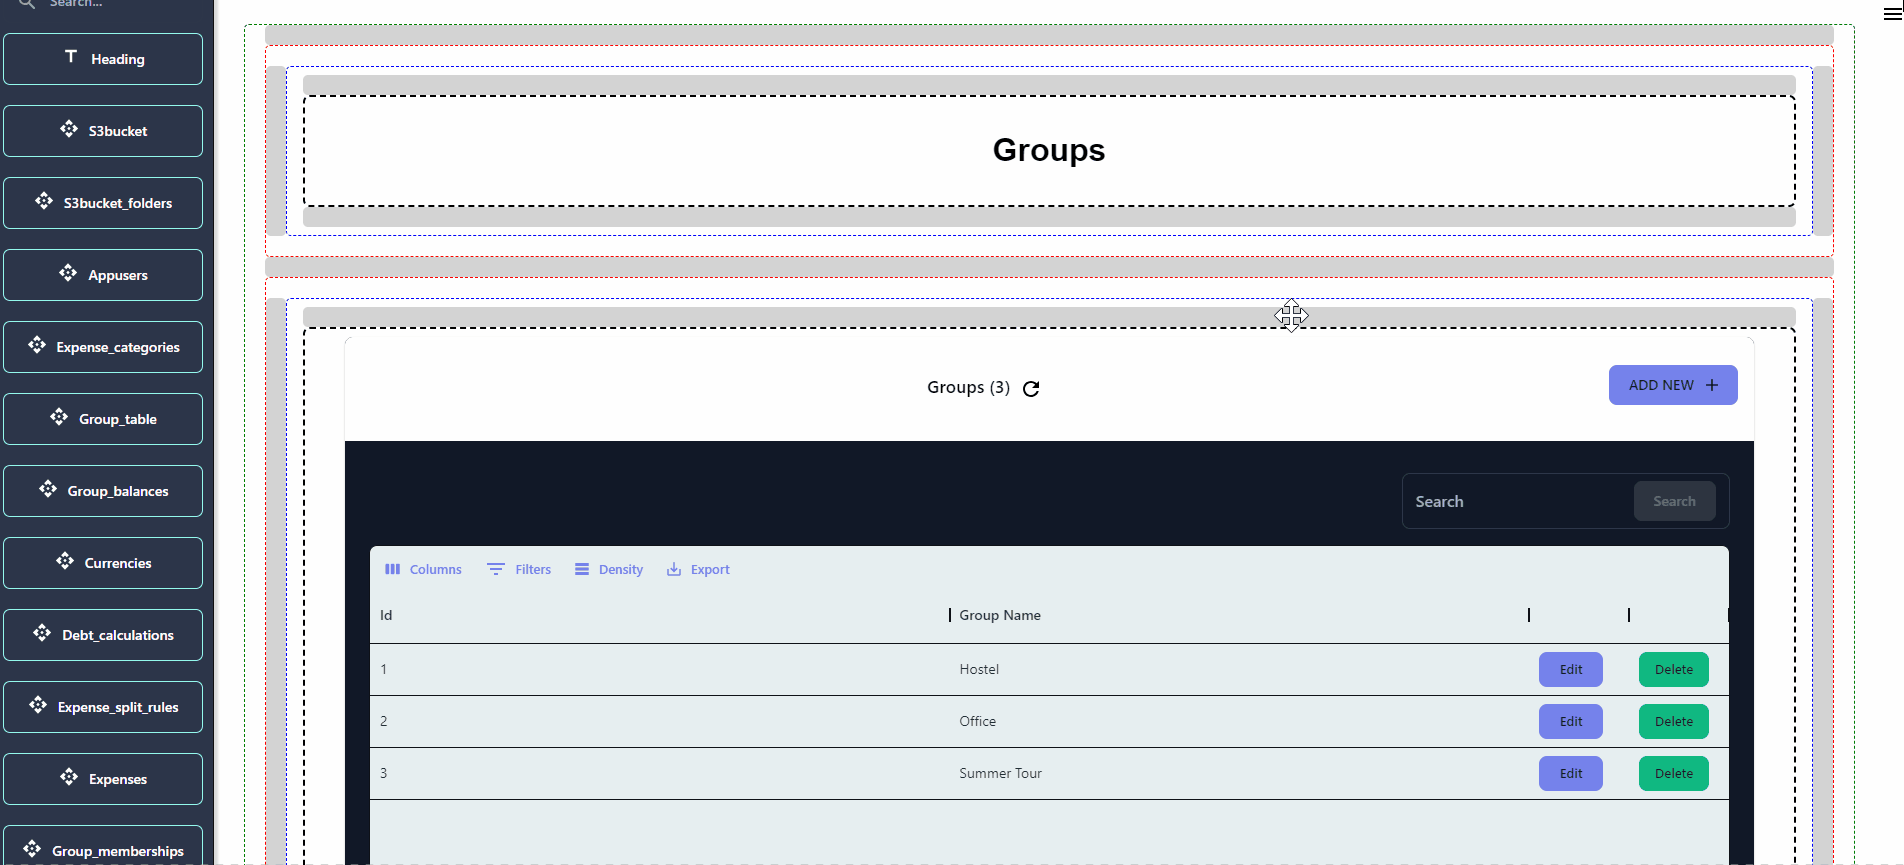 Search...
Heading
S3bucket
S3bucket_folders
Appusers
Expense_categories
Group_table
Group_balances
Currencies
Debt_calculations
Expense_split_rules
Expenses
Group_memberships
Groups
Groups (3)
ADD NEW
Search Search
Columns Filters Density Export
Id Group Name
1 Hostel Edit Delete
2 Office Edit Delete
3 Summer Tour Edit Delete